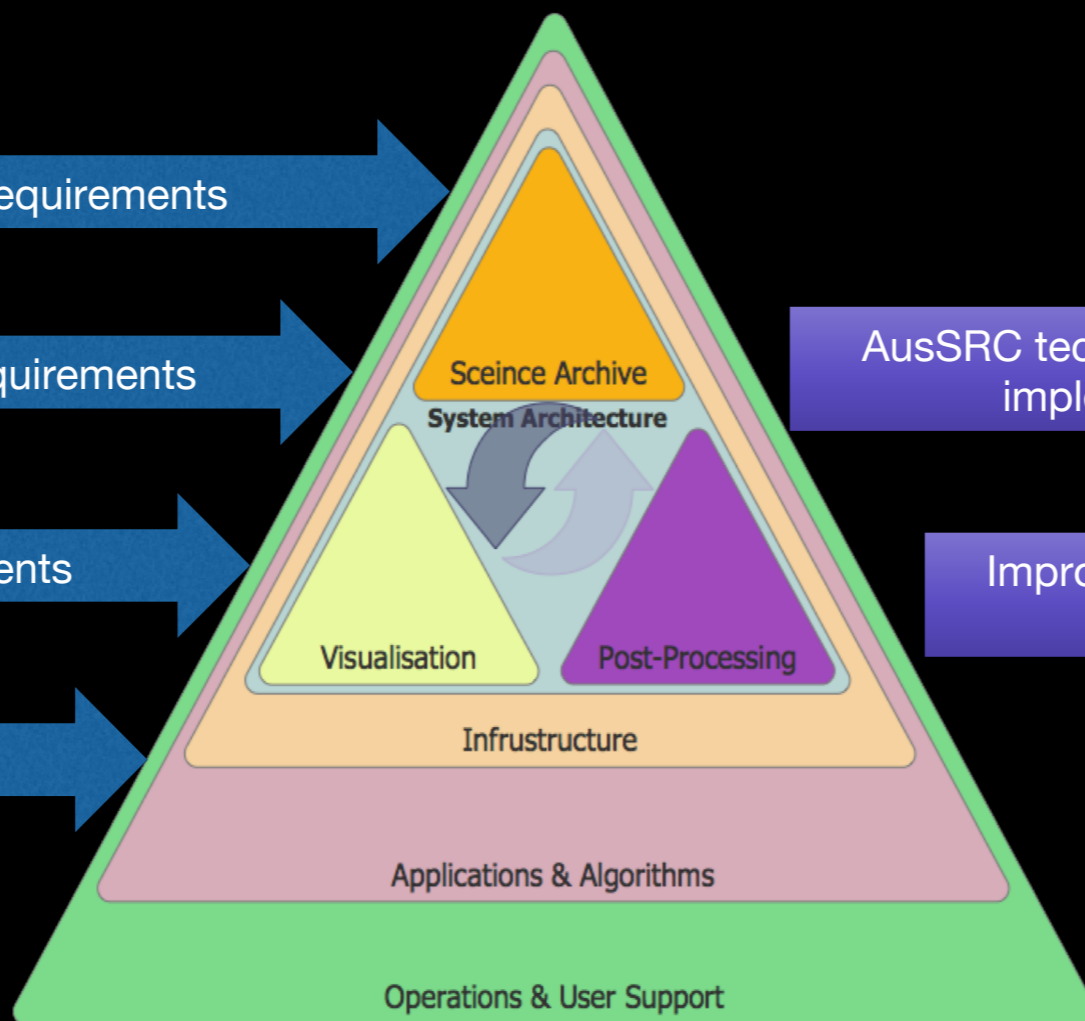 equirements
AusSRC tec
imple
quirements
Sceince Archive
System Architecture
ents
Impro
Visualisation
Post-Processing
Infrustructure
Applications & Algorithms
Operations & User Support